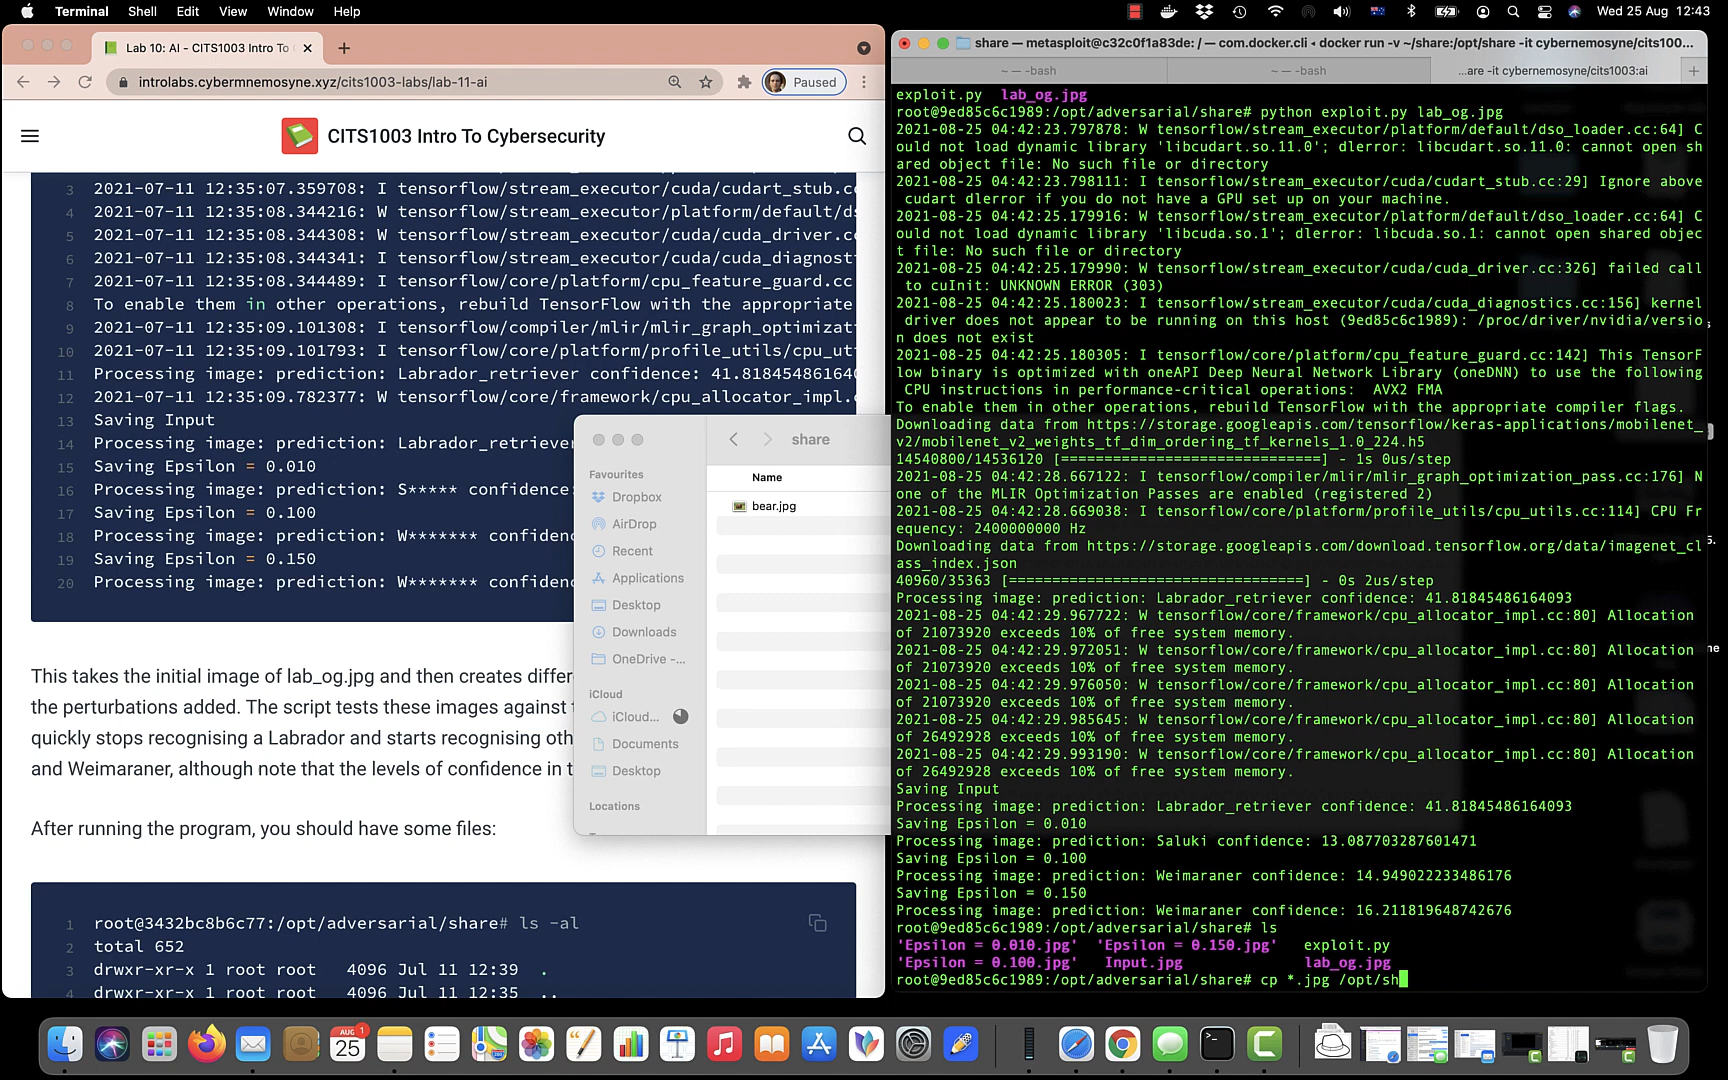 Terminal Shell Edit View Window Help
Wed 25 Aug 12:43
Lab 10: AI - CITS1003 Intro To
introlabs.cybermnemosyne.xyz/cits1003-labs/lab-11-ai
Paused
CITS1003 Intro To Cybersecurity
3 2021-07-11 12:35:07.359708: I tensorflow/stream_executor/cuda/cudart_stub.cc
4 2021-07-11 12:35:08.344216: W tensorflow/stream_executor/platform/default/ds
5 2021-07-11 12:35:08.344308: W tensorflow/stream_executor/cuda/cuda_driver.cc
6 2021-07-11 12:35:08.344341: I tensorflow/stream_executor/cuda/cuda_diagnost
7 2021-07-11 12:35:08.344489: I tensorflow/core/platform/cpu_feature_guard.cc
8 To enable them in other operations, rebuild TensorFlow with the appropriate
9 2021-07-11 12:35:09.101308: I tensorflow/compiler/mlir/mlir_graph_optimizat
10 2021-07-11 12:35:09.101793: I tensorflow/core/platform/profile_utils/cpu_ut
11 Processing image: prediction: Labrador_retriever confidence: 41.81845486164
12 2021-07-11 12:35:09.782377: W tensorflow/core/framework/cpu_allocator_impl.c
13 Saving Input
14 Processing image: prediction: Labrador_retriever
15 Saving Epsilon = 0.010
16 Processing image: prediction: S***** confidence
17 Saving Epsilon = 0.100
18 Processing image: prediction: W******* confidenc
19 Saving Epsilon = 0.150
20 Processing image: prediction: W******* confidenc
This takes the initial image of lab_og.jpg and then creates differ
the perturbations added. The script tests these images against
quickly stops recognising a Labrador and starts recognising oth
and Weimaraner, although note that the levels of confidence in t
After running the program, you should have some files:
1 root@3432bc8b6c77:/opt/adversarial/share# ls -al
2 total 652
3 drwxr-xr-x 1 root root 4096 Jul 11 12:39 .
4 drwxr-xr-x 1 root root 4096 Jul 11 12:35 ..
share
Favourites
Dropbox
AirDrop
Recent
Applications
Desktop
Downloads
OneDrive -...
iCloud
iCloud...
Documents
Desktop
Locations
Name
bear.jpg
share — metasploit@c32c0f1a83de: / — com.docker.cli ◂ docker run -v ~/share:/opt/share -it cybernemosyne/cits100...
~ — -bash
~ — -bash
...are -it cybernemosyne/cits1003:ai
exploit.py lab_og.jpg
root@9ed85c6c1989:/opt/adversarial/share# python exploit.py lab_og.jpg
2021-08-25 04:42:23.797878: W tensorflow/stream_executor/platform/default/dso_loader.cc:64] C
ould not load dynamic library 'libcudart.so.11.0'; dlerror: libcudart.so.11.0: cannot open sh
ared object file: No such file or directory
2021-08-25 04:42:23.798111: I tensorflow/stream_executor/cuda/cudart_stub.cc:29] Ignore above
cudart dlerror if you do not have a GPU set up on your machine.
2021-08-25 04:42:25.179916: W tensorflow/stream_executor/platform/default/dso_loader.cc:64] C
ould not load dynamic library 'libcuda.so.1'; dlerror: libcuda.so.1: cannot open shared objec
t file: No such file or directory
2021-08-25 04:42:25.179990: W tensorflow/stream_executor/cuda/cuda_driver.cc:326] failed call
to cuInit: UNKNOWN ERROR (303)
2021-08-25 04:42:25.180023: I tensorflow/stream_executor/cuda/cuda_diagnostics.cc:156] kernel
driver does not appear to be running on this host (9ed85c6c1989): /proc/driver/nvidia/versio
n does not exist
2021-08-25 04:42:25.180305: I tensorflow/core/platform/cpu_feature_guard.cc:142] This TensorF
low binary is optimized with oneAPI Deep Neural Network Library (oneDNN) to use the following
CPU instructions in performance-critical operations: AVX2 FMA
To enable them in other operations, rebuild TensorFlow with the appropriate compiler flags.
Downloading data from https://storage.googleapis.com/tensorflow/keras-applications/mobilenet_
v2/mobilenet_v2_weights_tf_dim_ordering_tf_kernels_1.0_224.h5
14540800/14536120 [==============================] - 1s 0us/step
2021-08-25 04:42:28.667122: I tensorflow/compiler/mlir/mlir_graph_optimization_pass.cc:176] N
one of the MLIR Optimization Passes are enabled (registered 2)
2021-08-25 04:42:28.669038: I tensorflow/core/platform/profile_utils/cpu_utils.cc:114] CPU Fr
equency: 2400000000 Hz
Downloading data from https://storage.googleapis.com/download.tensorflow.org/data/imagenet_cl
ass_index.json
40960/35363 [==================================] - 0s 2us/step
Processing image: prediction: Labrador_retriever confidence: 41.81845486164093
2021-08-25 04:42:29.967722: W tensorflow/core/framework/cpu_allocator_impl.cc:80] Allocation
of 21073920 exceeds 10% of free system memory.
2021-08-25 04:42:29.972051: W tensorflow/core/framework/cpu_allocator_impl.cc:80] Allocation
of 21073920 exceeds 10% of free system memory.
2021-08-25 04:42:29.976050: W tensorflow/core/framework/cpu_allocator_impl.cc:80] Allocation
of 21073920 exceeds 10% of free system memory.
2021-08-25 04:42:29.985645: W tensorflow/core/framework/cpu_allocator_impl.cc:80] Allocation
of 26492928 exceeds 10% of free system memory.
2021-08-25 04:42:29.993190: W tensorflow/core/framework/cpu_allocator_impl.cc:80] Allocation
of 26492928 exceeds 10% of free system memory.
Saving Input
Processing image: prediction: Labrador_retriever confidence: 41.81845486164093
Saving Epsilon = 0.010
Processing image: prediction: Saluki confidence: 13.087703287601471
Saving Epsilon = 0.100
Processing image: prediction: Weimaraner confidence: 14.949022233486176
Saving Epsilon = 0.150
Processing image: prediction: Weimaraner confidence: 16.211819648742676
root@9ed85c6c1989:/opt/adversarial/share# ls
'Epsilon = 0.010.jpg' 'Epsilon = 0.150.jpg' exploit.py
'Epsilon = 0.100.jpg' Input.jpg lab_og.jpg
root@9ed85c6c1989:/opt/adversarial/share# cp *.jpg /opt/sh
AUG
25
1